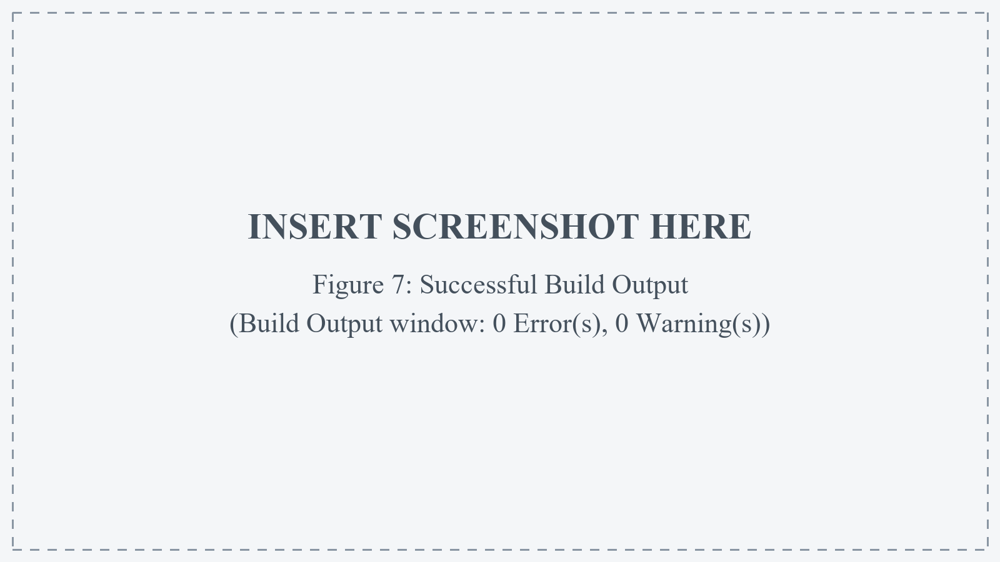 INSERT SCREENSHOT HERE
Figure 7: Successful Build Output
(Build Output window: 0 Error(s), 0 Warning(s))